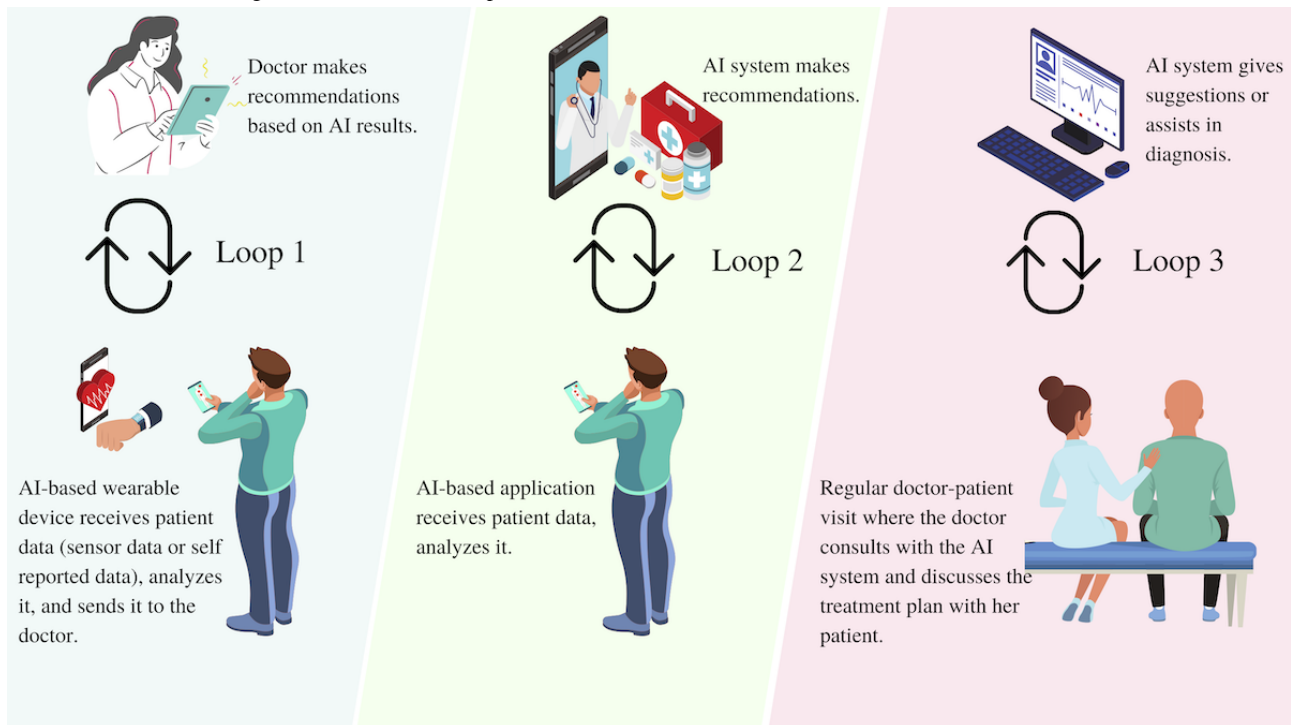 Doctor makes
recommendations
based on AI results.
Loop 1
AI-based wearable
device receives patient
data (sensor data or self
reported data), analyzes
it, and sends it to the
doctor.
AI system makes
recommendations.
Loop 2
AI-based application
receives patient data,
analyzes it.
AI system gives
suggestions or
assists in
diagnosis.
Loop 3
Regular doctor-patient
visit where the doctor
consults with the AI
system and discusses the
treatment plan with her
patient.